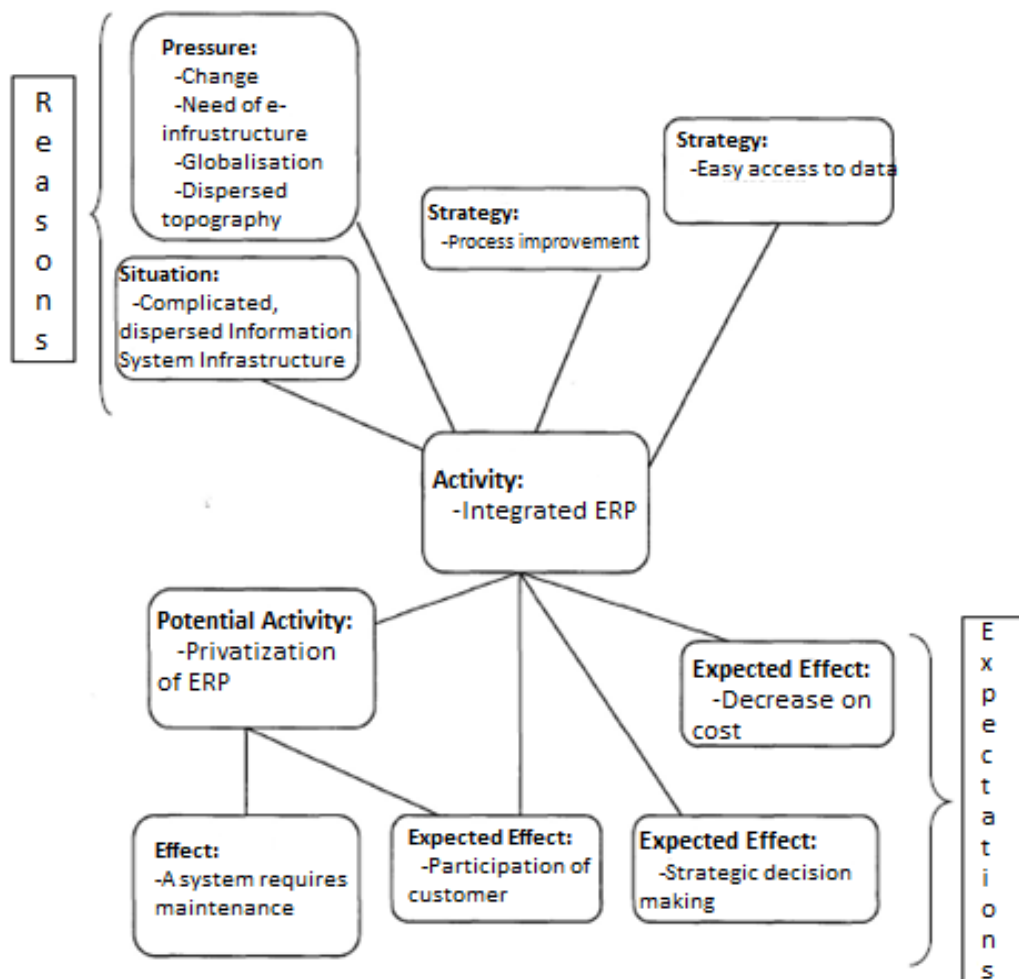 Reasons
Pressure:
-Change
-Need of e-
infrustructure
-Globalisation
-Dispersed
topography
Situation:
-Complicated,
dispersed Information
System Infrastructure
Strategy:
-Process improvement
Strategy:
-Easy access to data
Activity:
-Integrated ERP
Potential Activity:
-Privatization
of ERP
Expected Effect:
-Decrease on
cost
Effect:
-A system requires
maintenance
Expected Effect:
-Participation of
customer
Expected Effect:
-Strategic decision
making
Expectations